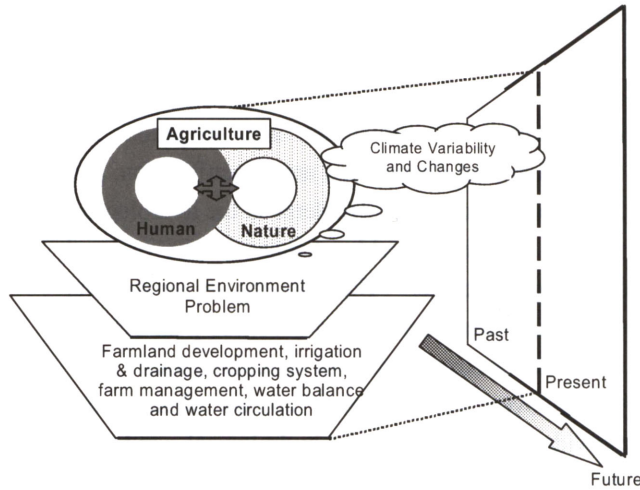 Agriculture
Human
Nature
Climate Variability
and Changes
Regional Environment
Problem
Farmland development, irrigation
& drainage, cropping system,
farm management, water balance
and water circulation
Past
Present
Future